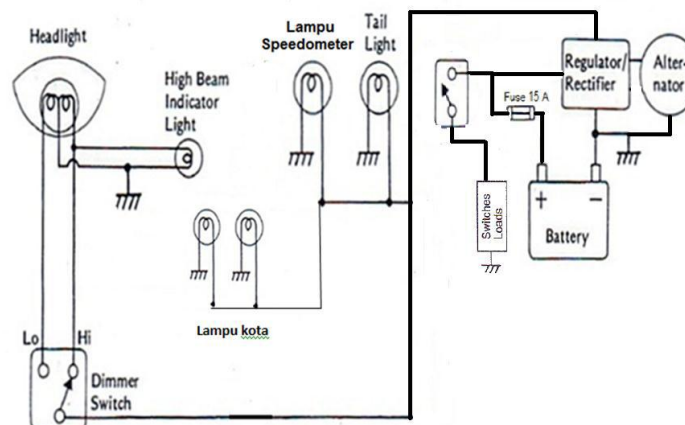 Headlight
High Beam
Indicator
Light
Lampu
Speedometer
Tail
Light
Regulator/
Rectifier
Alter-
nator
Fuse 15 A
Switches
Loads
+ −
Battery
Lampu kota
Lo Hi
Dimmer
Switch